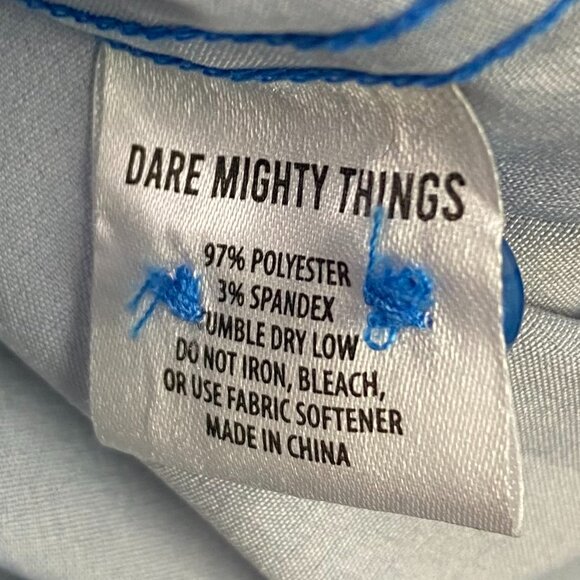 DARE MIGHTY THINGS
97% POLYESTER
3% SPANDEX
TUMBLE DRY LOW
DO NOT IRON, BLEACH,
OR USE FABRIC SOFTENER
MADE IN CHINA